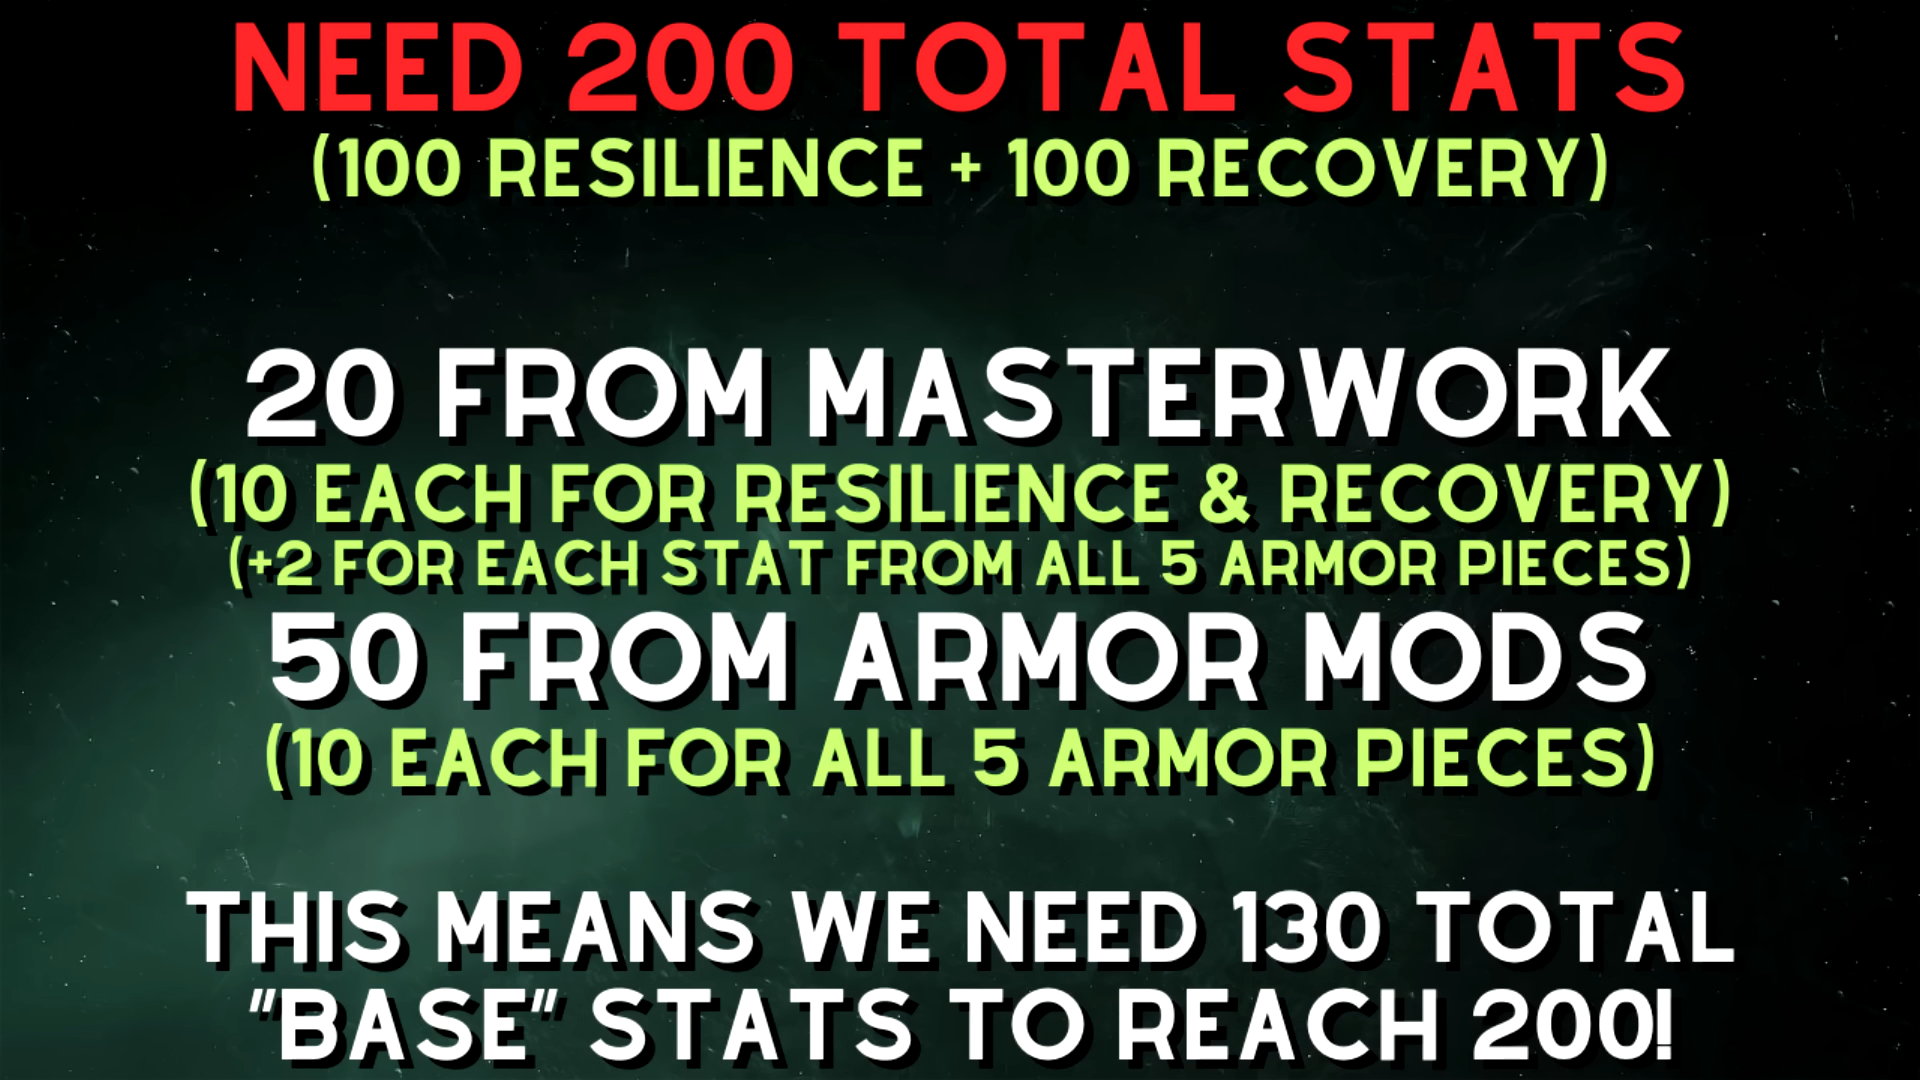 NEED 200 TOTAL STATS
(100 RESILIENCE + 100 RECOVERY)
20 FROM MASTERWORK
(10 EACH FOR RESILIENCE & RECOVERY)
(+2 FOR EACH STAT FROM ALL 5 ARMOR PIECES)
50 FROM ARMOR MODS
(10 EACH FOR ALL 5 ARMOR PIECES)
THIS MEANS WE NEED 130 TOTAL
"BASE" STATS TO REACH 200!